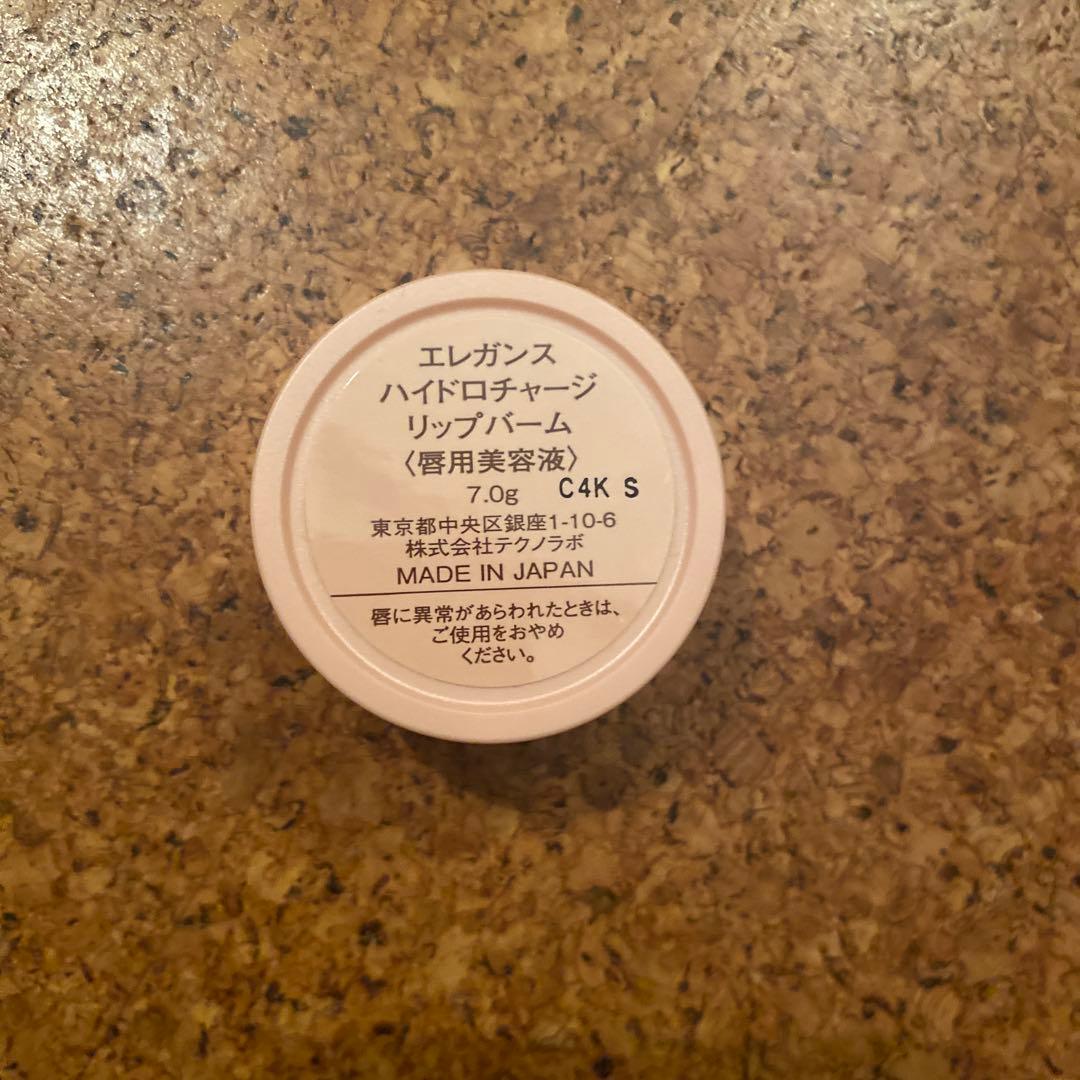 エレガンス
ハイドロチャージ
リップバーム
〈唇用美容液〉
7.0g C4K S
東京都中央区銀座1-10-6
株式会社テクノラボ
MADE IN JAPAN
唇に異常があらわれたときは、
ご使用をおやめ
ください。